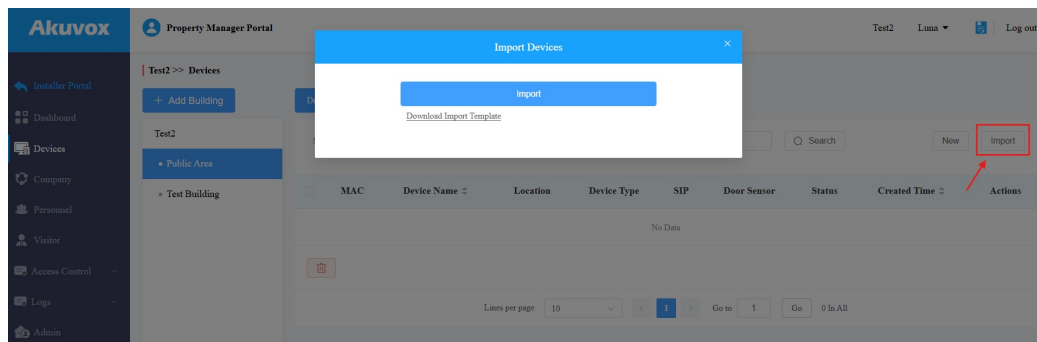 Akuvox
Property Manager Portal
Test2 Luna Log out
Import Devices
Import
Download Import Template
Test2 >> Devices
+ Add Building
Test2
Public Area
Test Building
Installer Portal
Dashboard
Devices
Company
Personnel
Visitor
Access Control
Logs
Admin
Search New Import
MAC Device Name Location Device Type SIP Door Sensor Status Created Time Actions
No Data
Lines per page 10 < 1 > Go to 1 Go 0 In All